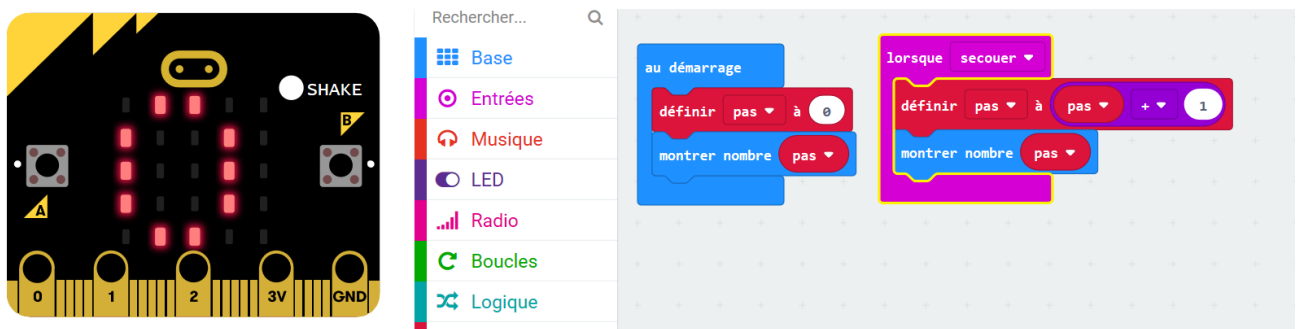 SHAKE
B
A
0 1 2 3V GND
Rechercher...
Base
Entrées
Musique
LED
Radio
Boucles
Logique
au démarrage
définir pas à 0
montrer nombre pas
lorsque secouer
définir pas à pas + 1
montrer nombre pas